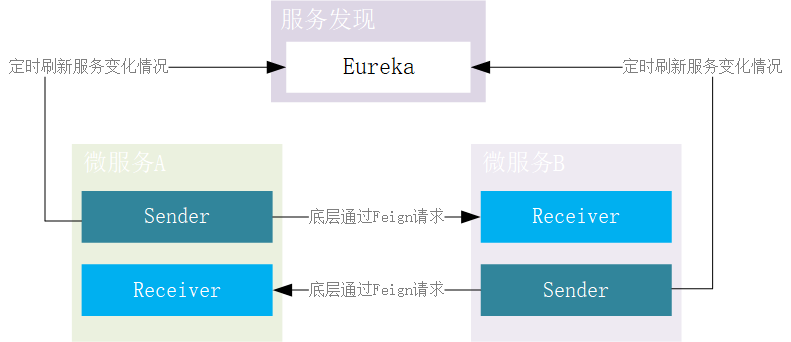 服务发现
Eureka
定时刷新服务变化情况
定时刷新服务变化情况
微服务A
微服务B
Sender
底层通过Feign请求
Receiver
Receiver
底层通过Feign请求
Sender